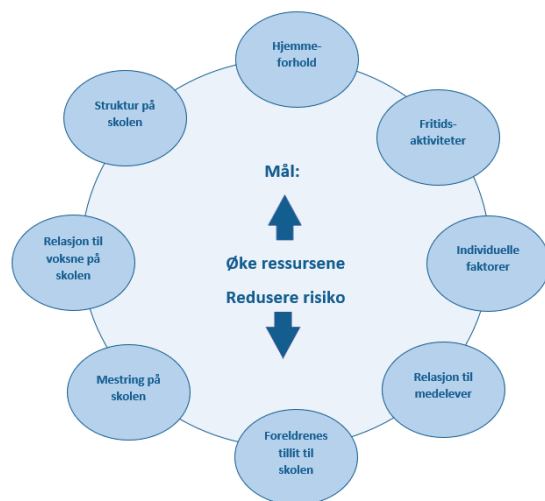 Hjemme-
forhold
Fritids-
aktiviteter
Individuelle
faktorer
Relasjon til
medelever
Foreldrenes
tillit til
skolen
Mestring på
skolen
Relasjon til
voksne på
skolen
Struktur på
skolen
Mål:
Øke ressursene
Redusere risiko